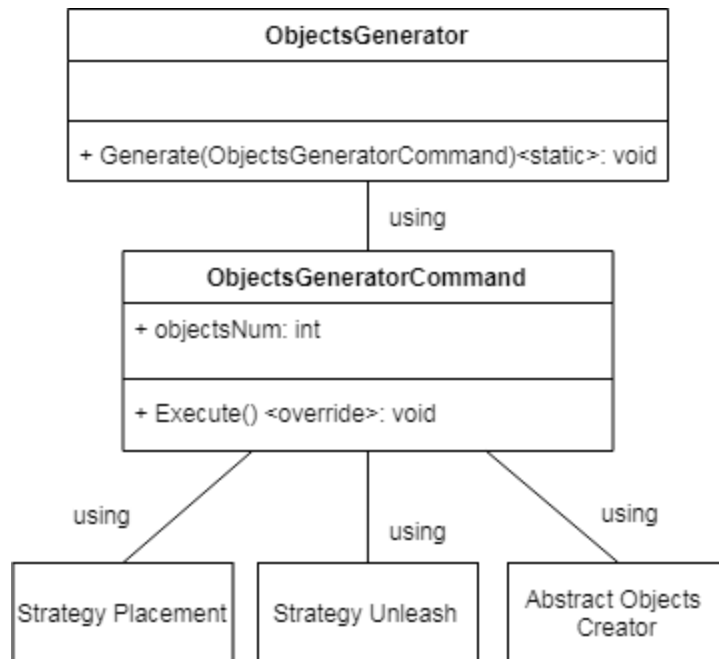 ObjectsGenerator
+ Generate(ObjectsGeneratorCommand)<static>: void
using
ObjectsGeneratorCommand
+ objectsNum: int
+ Execute() <override>: void
using
using
using
Strategy Placement
Strategy Unleash
Abstract Objects
Creator